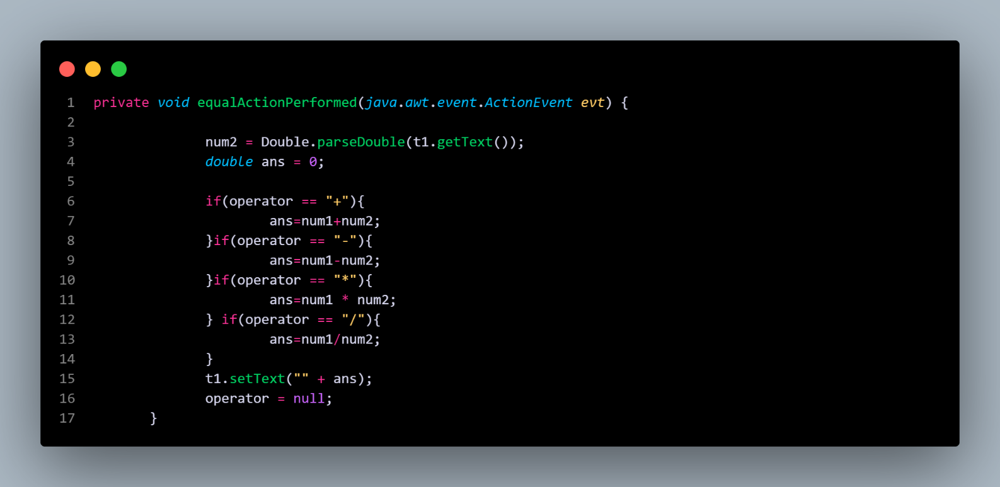 1 private void equalActionPerformed(java.awt.event.ActionEvent evt) {
2
3 num2 = Double.parseDouble(t1.getText());
4 double ans = 0;
5
6 if(operator == "+"){
7 ans=num1+num2;
8 }if(operator == "-"){
9 ans=num1-num2;
10 }if(operator == "*"){
11 ans=num1 * num2;
12 } if(operator == "/"){
13 ans=num1/num2;
14 }
15 t1.setText("" + ans);
16 operator = null;
17 }